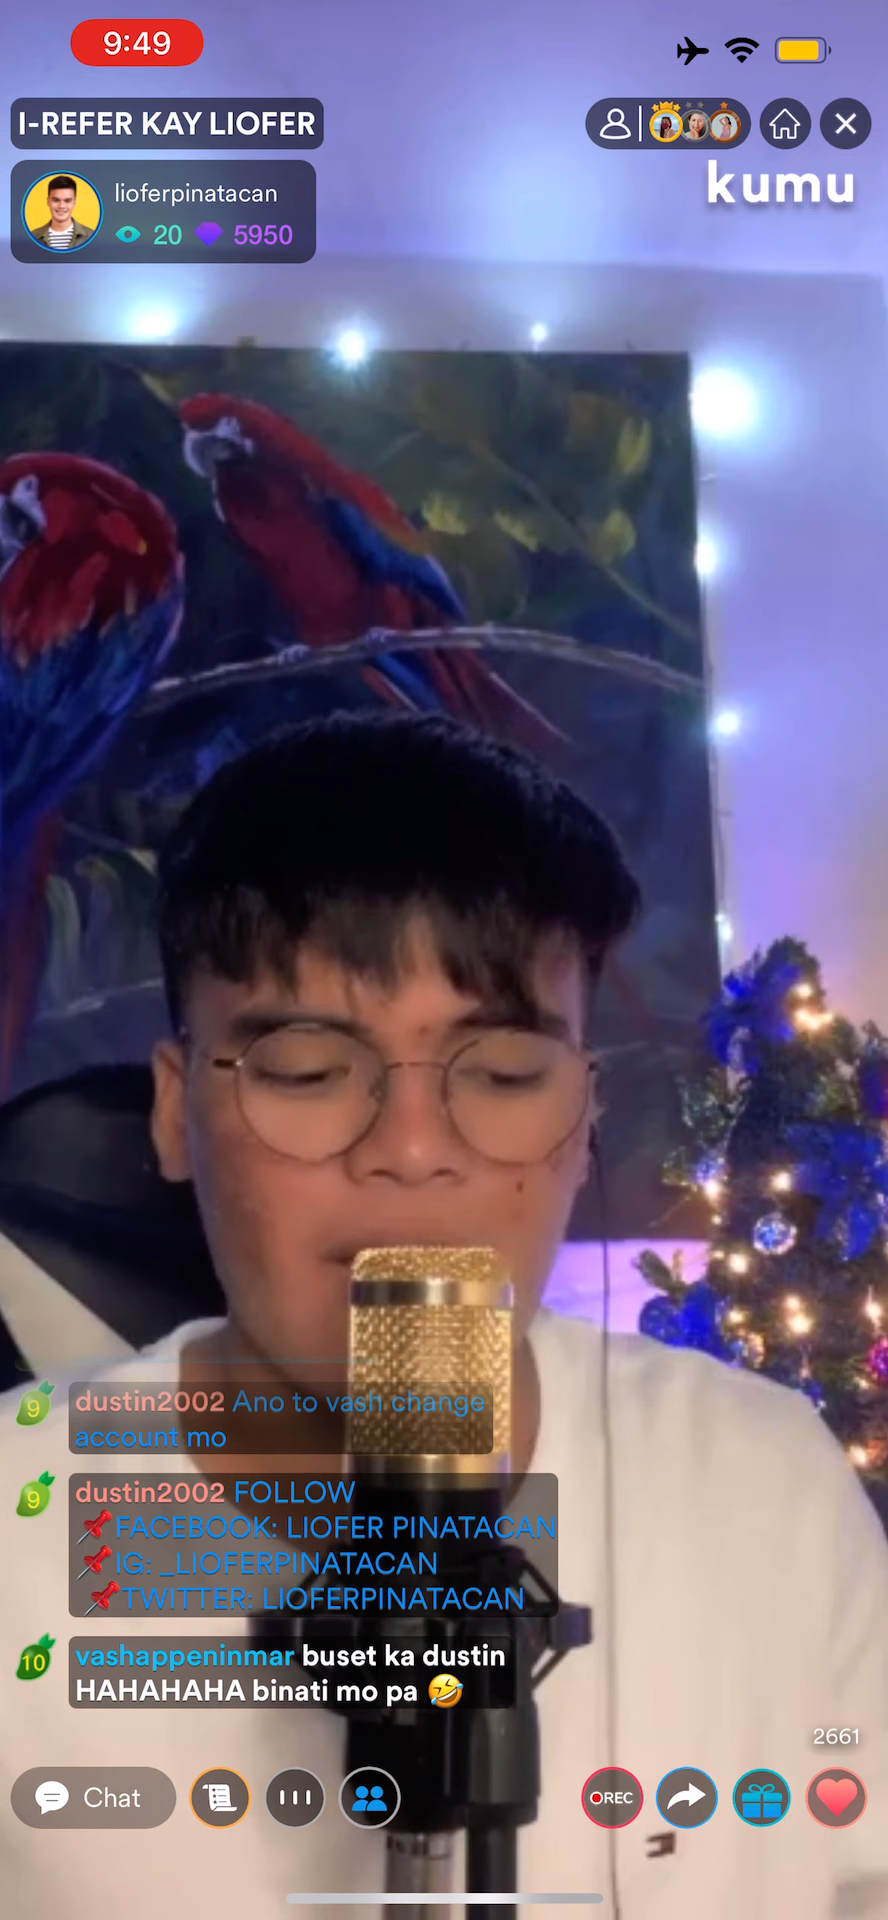 9:49
I-REFER KAY LIOFER
lioferpinatacan
20 5950
kumu
9 dustin2002 Ano to vash change
account mo
9 dustin2002 FOLLOW
📌FACEBOOK: LIOFER PINATACAN
📌IG: _LIOFERPINATACAN
📌TWITTER: LIOFERPINATACAN
10 vashappeninmar buset ka dustin
HAHAHAHA binati mo pa 🤣
2661
Chat
REC